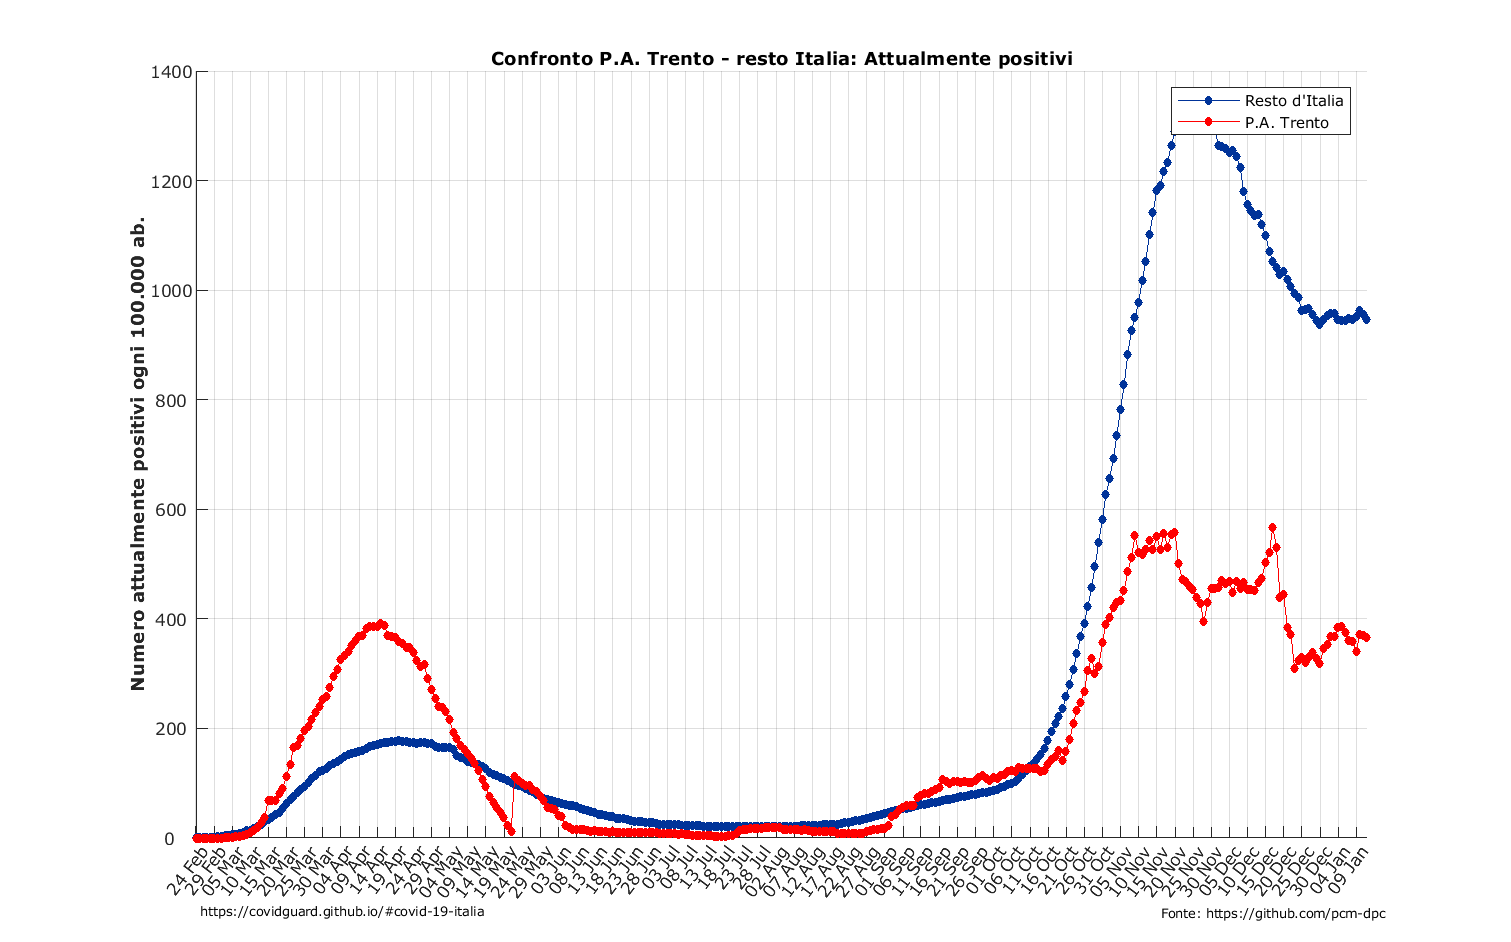 Confronto P.A. Trento - resto Italia: Attualmente positivi
Numero attualmente positivi ogni 100.000 ab.
1400
1200
1000
800
600
400
200
0
Resto d'Italia
P.A. Trento
24 Feb
29 Feb
05 Mar
10 Mar
15 Mar
20 Mar
25 Mar
30 Mar
04 Apr
09 Apr
14 Apr
19 Apr
24 Apr
29 Apr
04 May
09 May
14 May
19 May
24 May
29 May
03 Jun
08 Jun
13 Jun
18 Jun
23 Jun
28 Jun
03 Jul
08 Jul
13 Jul
18 Jul
23 Jul
28 Jul
02 Aug
07 Aug
12 Aug
17 Aug
22 Aug
27 Aug
01 Sep
06 Sep
11 Sep
16 Sep
21 Sep
26 Sep
01 Oct
06 Oct
11 Oct
16 Oct
21 Oct
26 Oct
31 Oct
05 Nov
10 Nov
15 Nov
20 Nov
25 Nov
30 Nov
05 Dec
10 Dec
15 Dec
20 Dec
25 Dec
30 Dec
04 Jan
09 Jan
https://covidguard.github.io/#covid-19-italia
Fonte: https://github.com/pcm-dpc